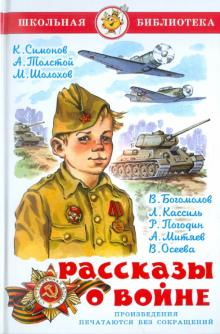 ШКОЛЬНАЯ БИБЛИОТЕКА
К. Симонов
А. Толстой
М. Шолохов
В. Богомолов
Л. Кассиль
Р. Погодин
А. Митяев
В. Осеева
РАССКАЗЫ
О ВОЙНЕ
ПРОИЗВЕДЕНИЯ
ПЕЧАТАЮТСЯ БЕЗ СОКРАЩЕНИЙ